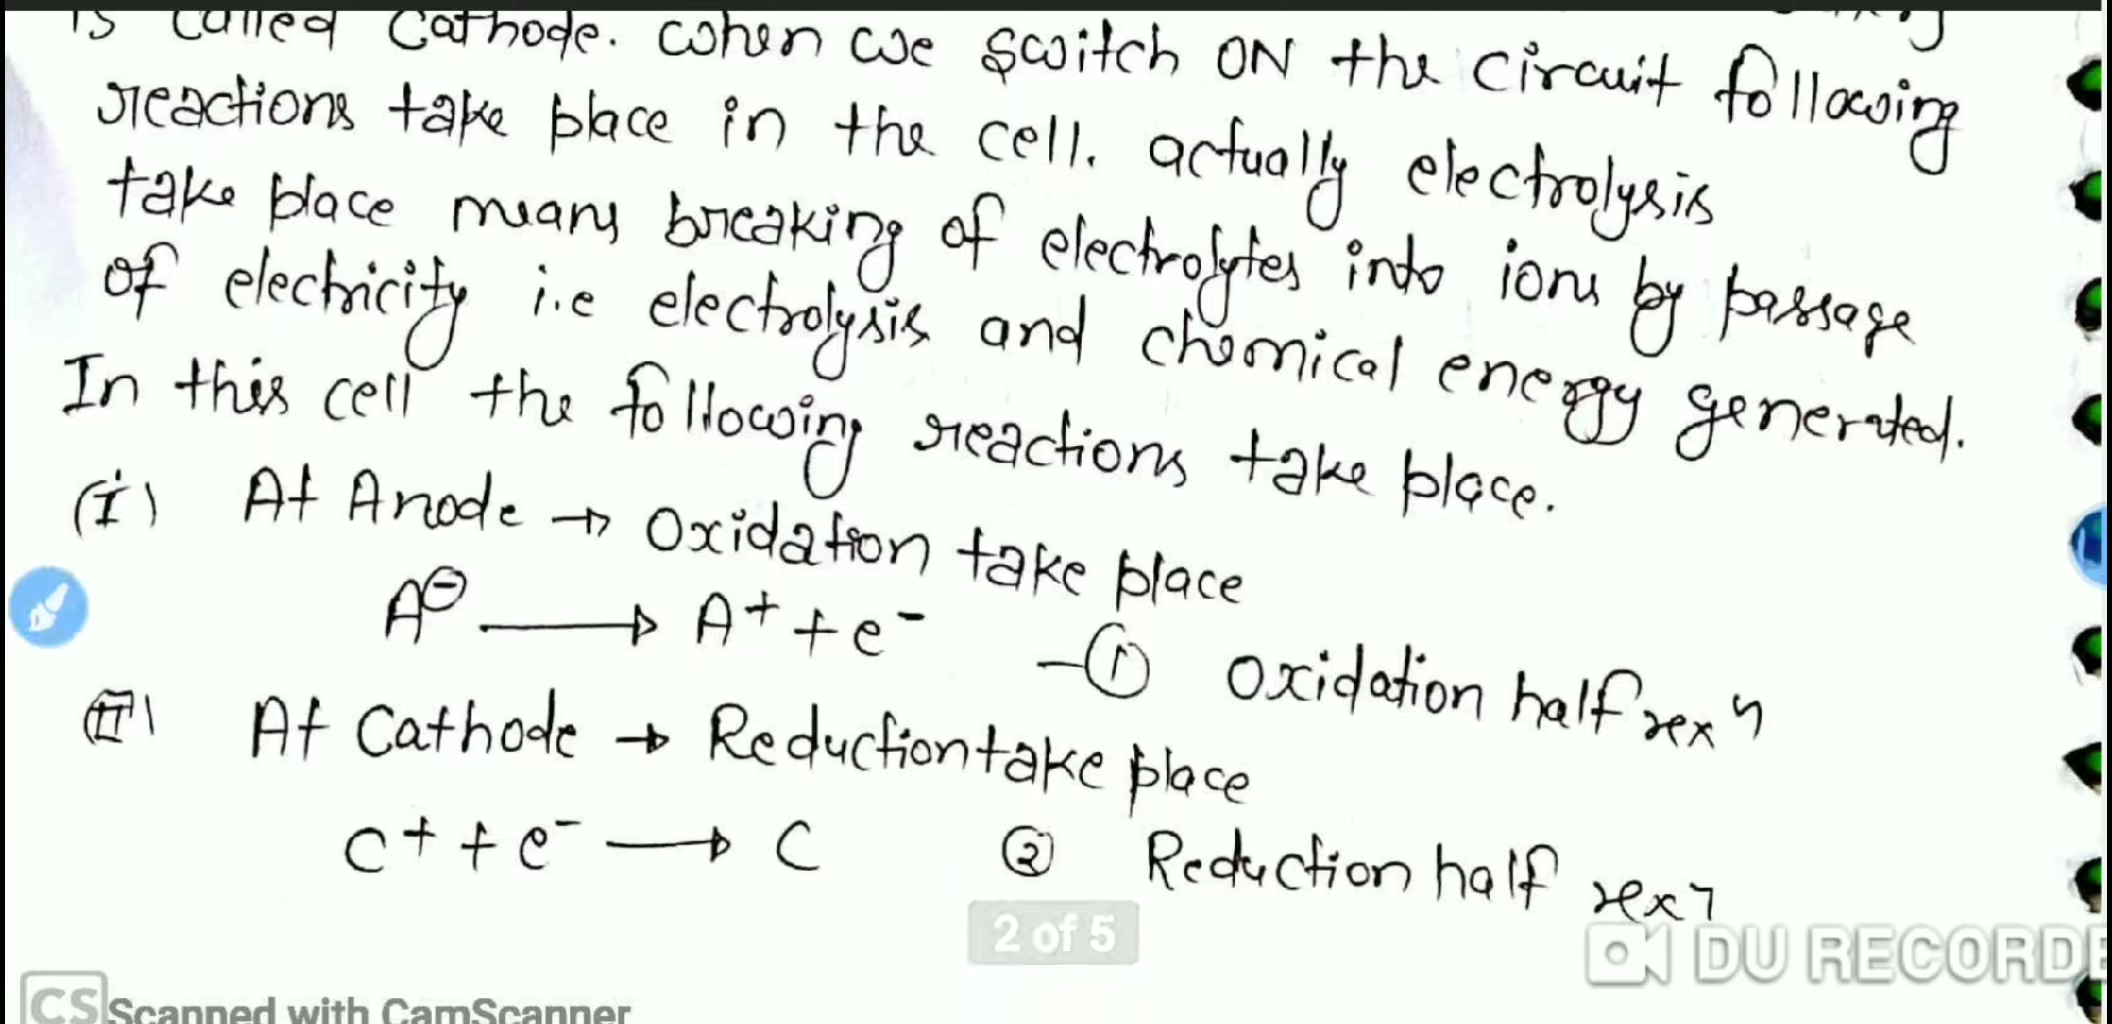 is called Cathode. when we switch ON the circuit following
reactions take place in the cell. actually electrolysis
take place means breaking of electrolytes into ions by passage
of electricity i.e electrolysis and chemical energy generated.
In this cell the following reactions take place.
(I) At Anode → Oxidation take place
A⊖ ⟶ A+ + e- -① Oxidation half rexn
(II) At Cathode → Reduction take place
C+ + e- ⟶ C ② Reduction half rexn
2 of 5
DU RECORDE
CS Scanned with CamScanner